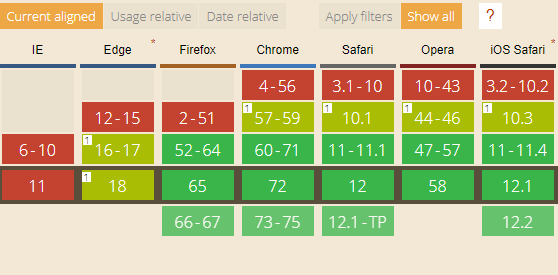 Current aligned Usage relative Date relative Apply filters Show all ?
IE Edge * Firefox Chrome Safari Opera iOS Safari *
4-56 3.1-10 10-43 3.2-10.2
12-15 2-51 1 57-59 1 10.1 1 44-46 1 10.3
6-10 1 16-17 52-64 60-71 11-11.1 47-57 11-11.4
11 1 18 65 72 12 58 12.1
66-67 73-75 12.1-TP 12.2